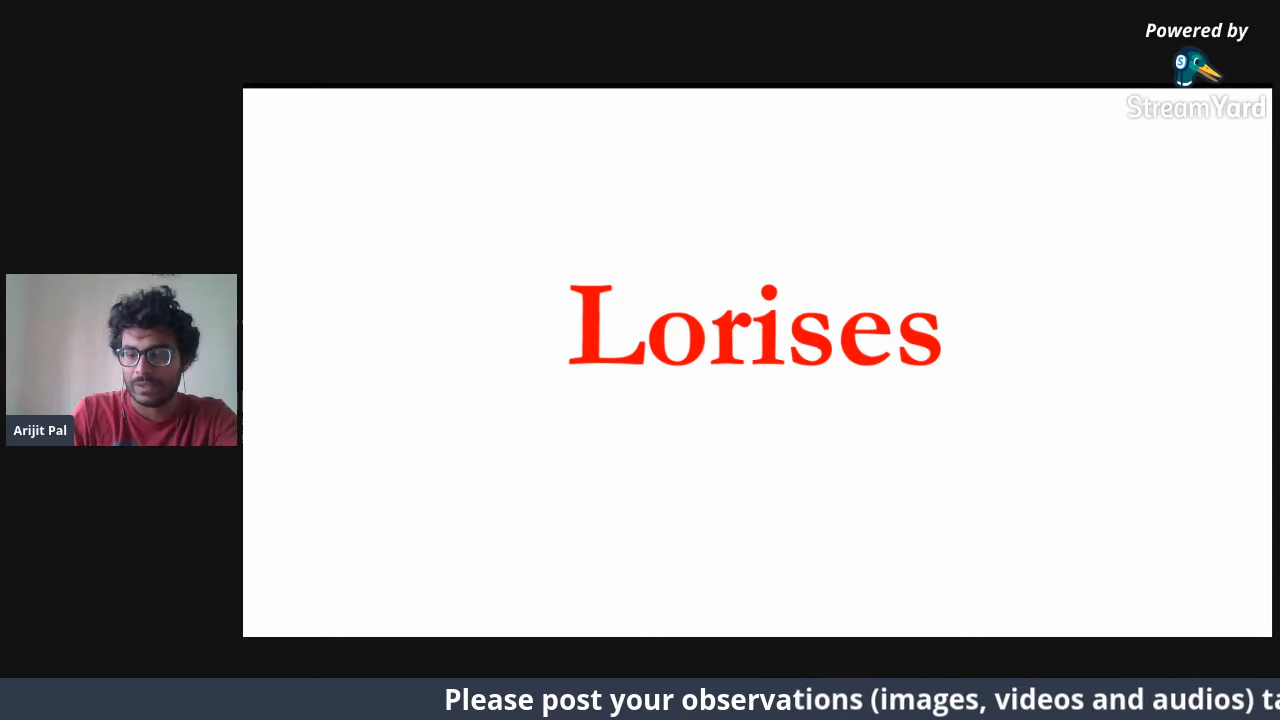 Powered by
StreamYard
Lorises
Arijit Pal
Please post your observations (images, videos and audios)